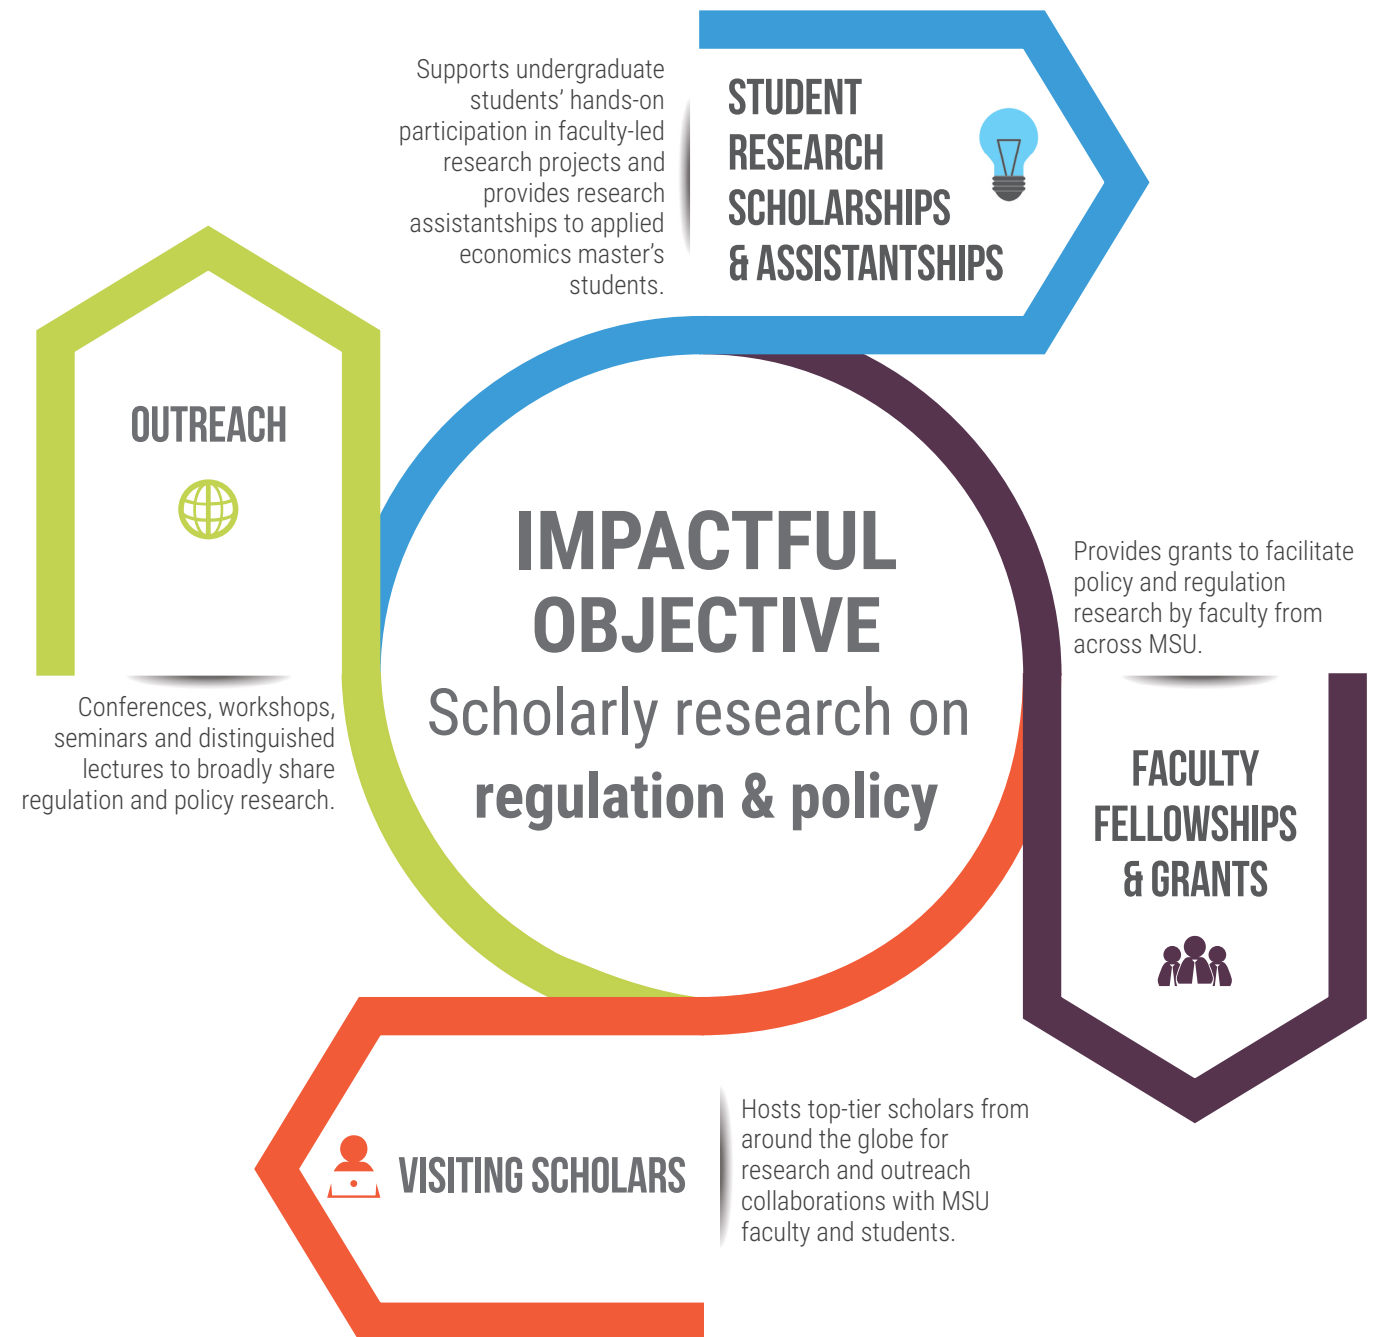 Supports undergraduate
students’ hands-on
participation in faculty-led
research projects and
provides research
assistantships to applied
economics master’s
students.
STUDENT
RESEARCH
SCHOLARSHIPS
& ASSISTANTSHIPS
OUTREACH
Conferences, workshops,
seminars and distinguished
lectures to broadly share
regulation and policy research.
IMPACTFUL
OBJECTIVE
Scholarly research on
regulation & policy
Provides grants to facilitate
policy and regulation
research by faculty from
across MSU.
FACULTY
FELLOWSHIPS
& GRANTS
VISITING SCHOLARS
Hosts top-tier scholars from
around the globe for
research and outreach
collaborations with MSU
faculty and students.